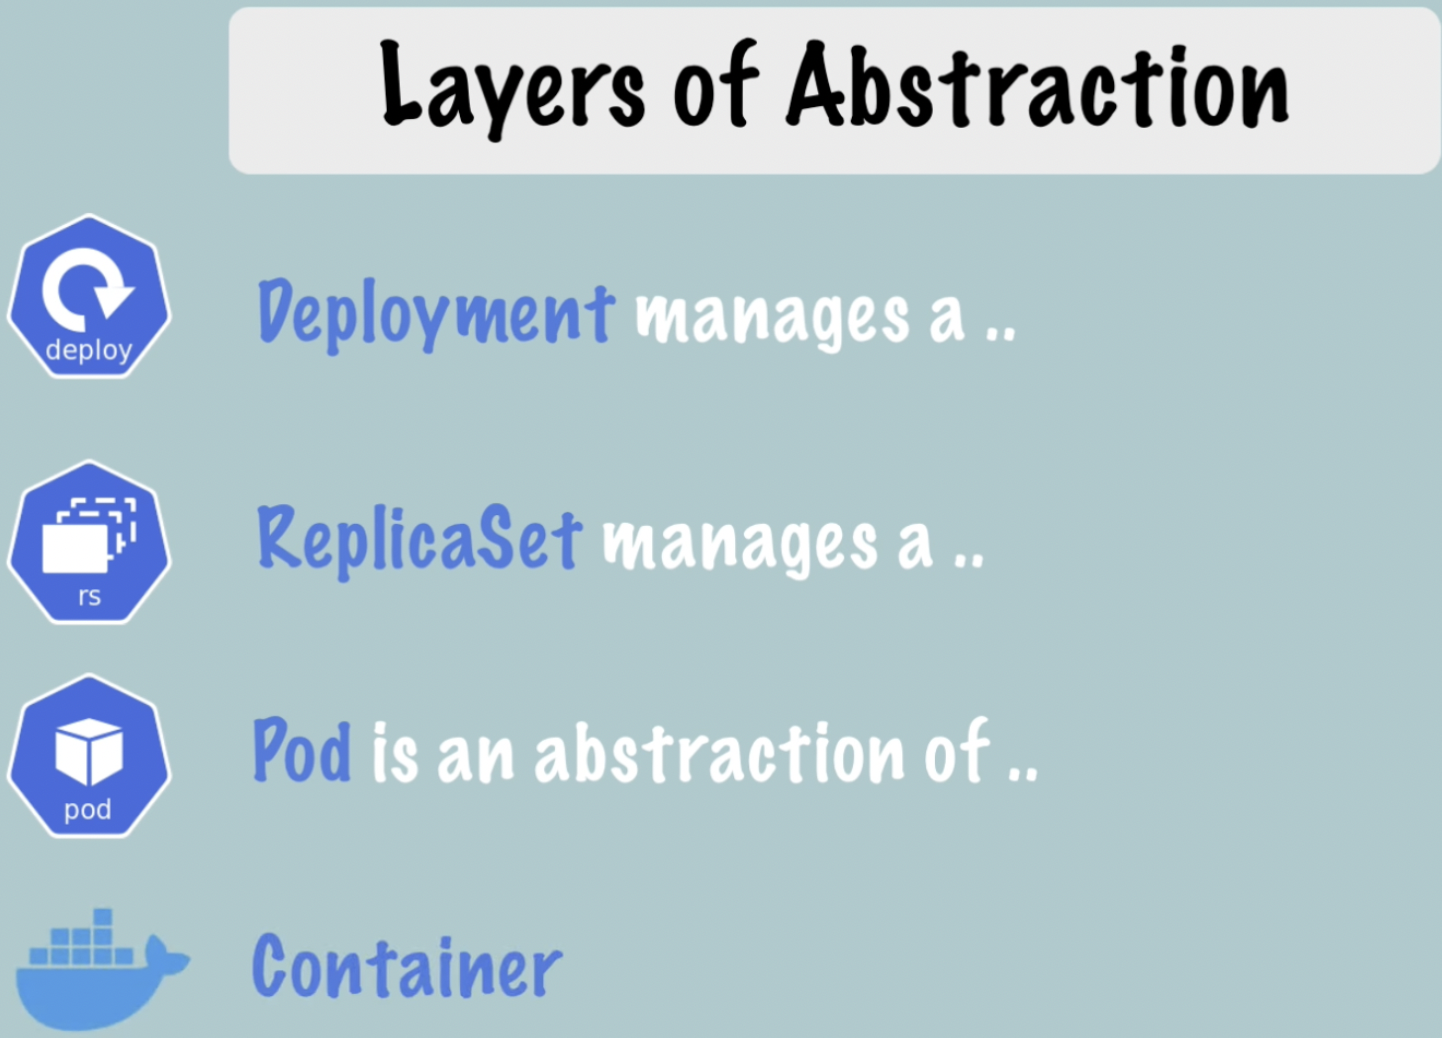 Layers of Abstraction
deploy
Deployment manages a ..
rs
ReplicaSet manages a ..
pod
Pod is an abstraction of ..
Container